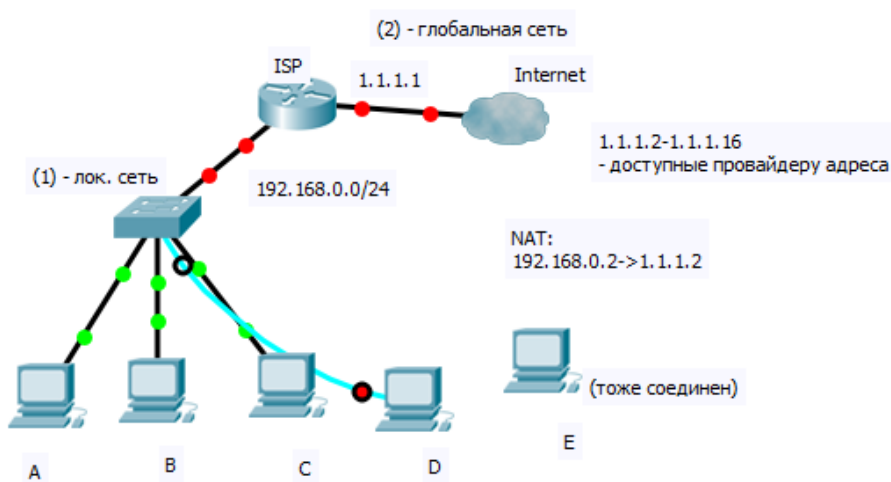 (2) - глобальная сеть
ISP
1.1.1.1
Internet
1.1.1.2-1.1.1.16
- доступные провайдеру адреса
(1) - лок. сеть
192.168.0.0/24
NAT:
192.168.0.2->1.1.1.2
(тоже соединен)
A
B
C
D
E